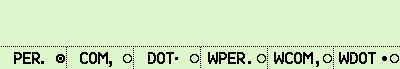 PER. COM, DOT· WPER. WCOM, WDOT •